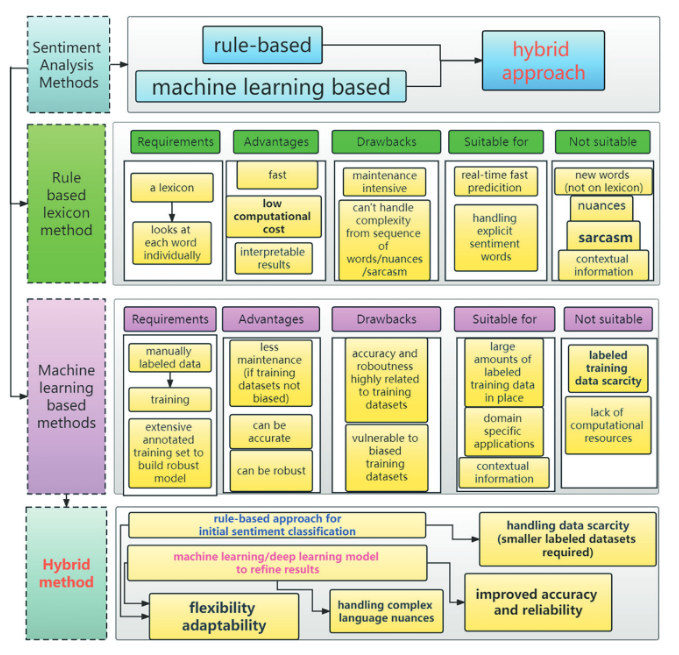 Sentiment
Analysis
Methods
rule-based
machine learning based
hybrid
approach
Rule
based
lexicon
method
Requirements
Advantages
Drawbacks
Suitable for
Not suitable
a lexicon
looks at
each word
individually
fast
low
computational
cost
interpretable
results
maintenance
intensive
can't handle
complexity
from sequence
of
words/nuances
/sarcasm
real-time fast
predicition
handling
explicit
sentiment
words
new words
(not on lexicon)
nuances
sarcasm
contextual
information
Machine
learning
based
methods
Requirements
Advantages
Drawbacks
Suitable for
Not suitable
manually
labeled data
training
extensive
annotated
training set to
build robust
model
less
maintenance
(if training
datasets not
biased)
can be
accurate
can be robust
accuracy and
roboutness
highly related
to training
datasets
vulnerable to
biased
training
datasets
large
amounts of
labeled
training data
in place
domain
specific
applications
contextual
information
labeled
training
data scarcity
lack of
computational
resources
Hybrid
method
rule-based approach for
initial sentiment classification
handling data scarcity
(smaller labeled datasets
required)
machine learning/deep learning model
to refine results
flexibility
adaptability
handling complex
language nuances
improved accuracy
and reliability